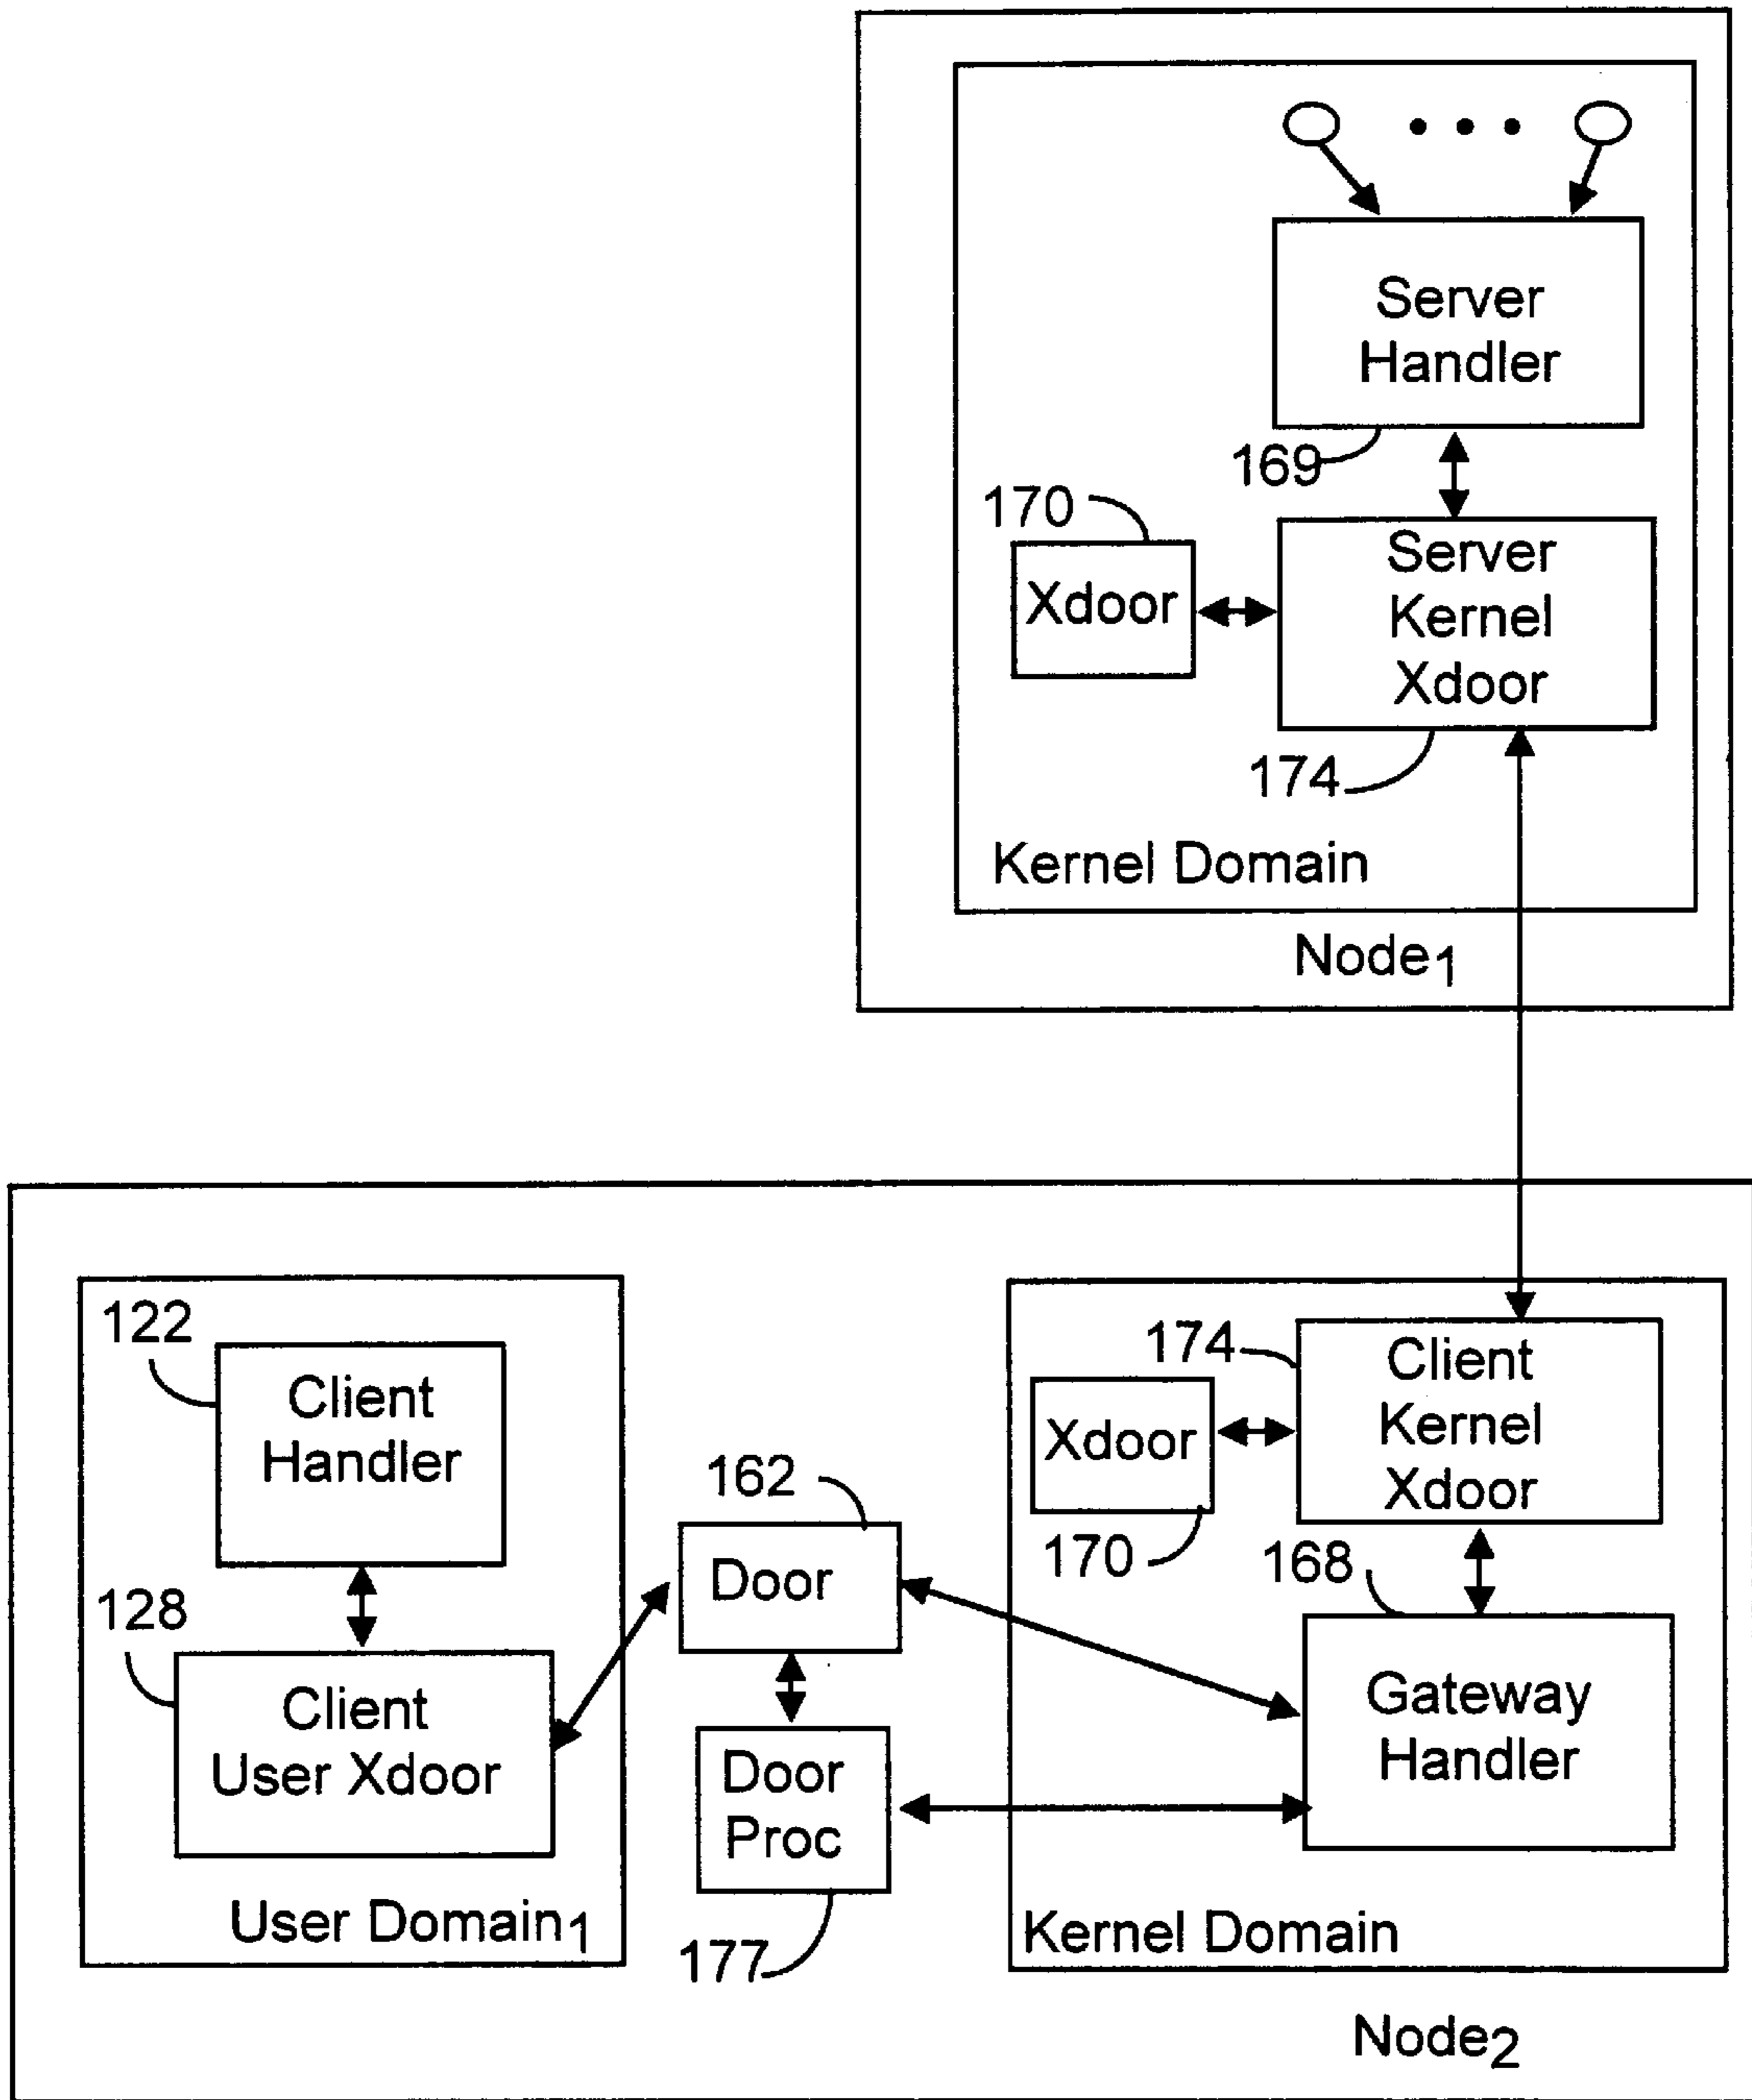 Server
Handler
169
170
Xdoor
Server
Kernel
Xdoor
174
Kernel Domain
Node1
122
Client
Handler
128
Client
User Xdoor
User Domain1
162
Door
Door
Proc
177
174
Client
Kernel
Xdoor
Xdoor
170
168
Gateway
Handler
Kernel Domain
Node2